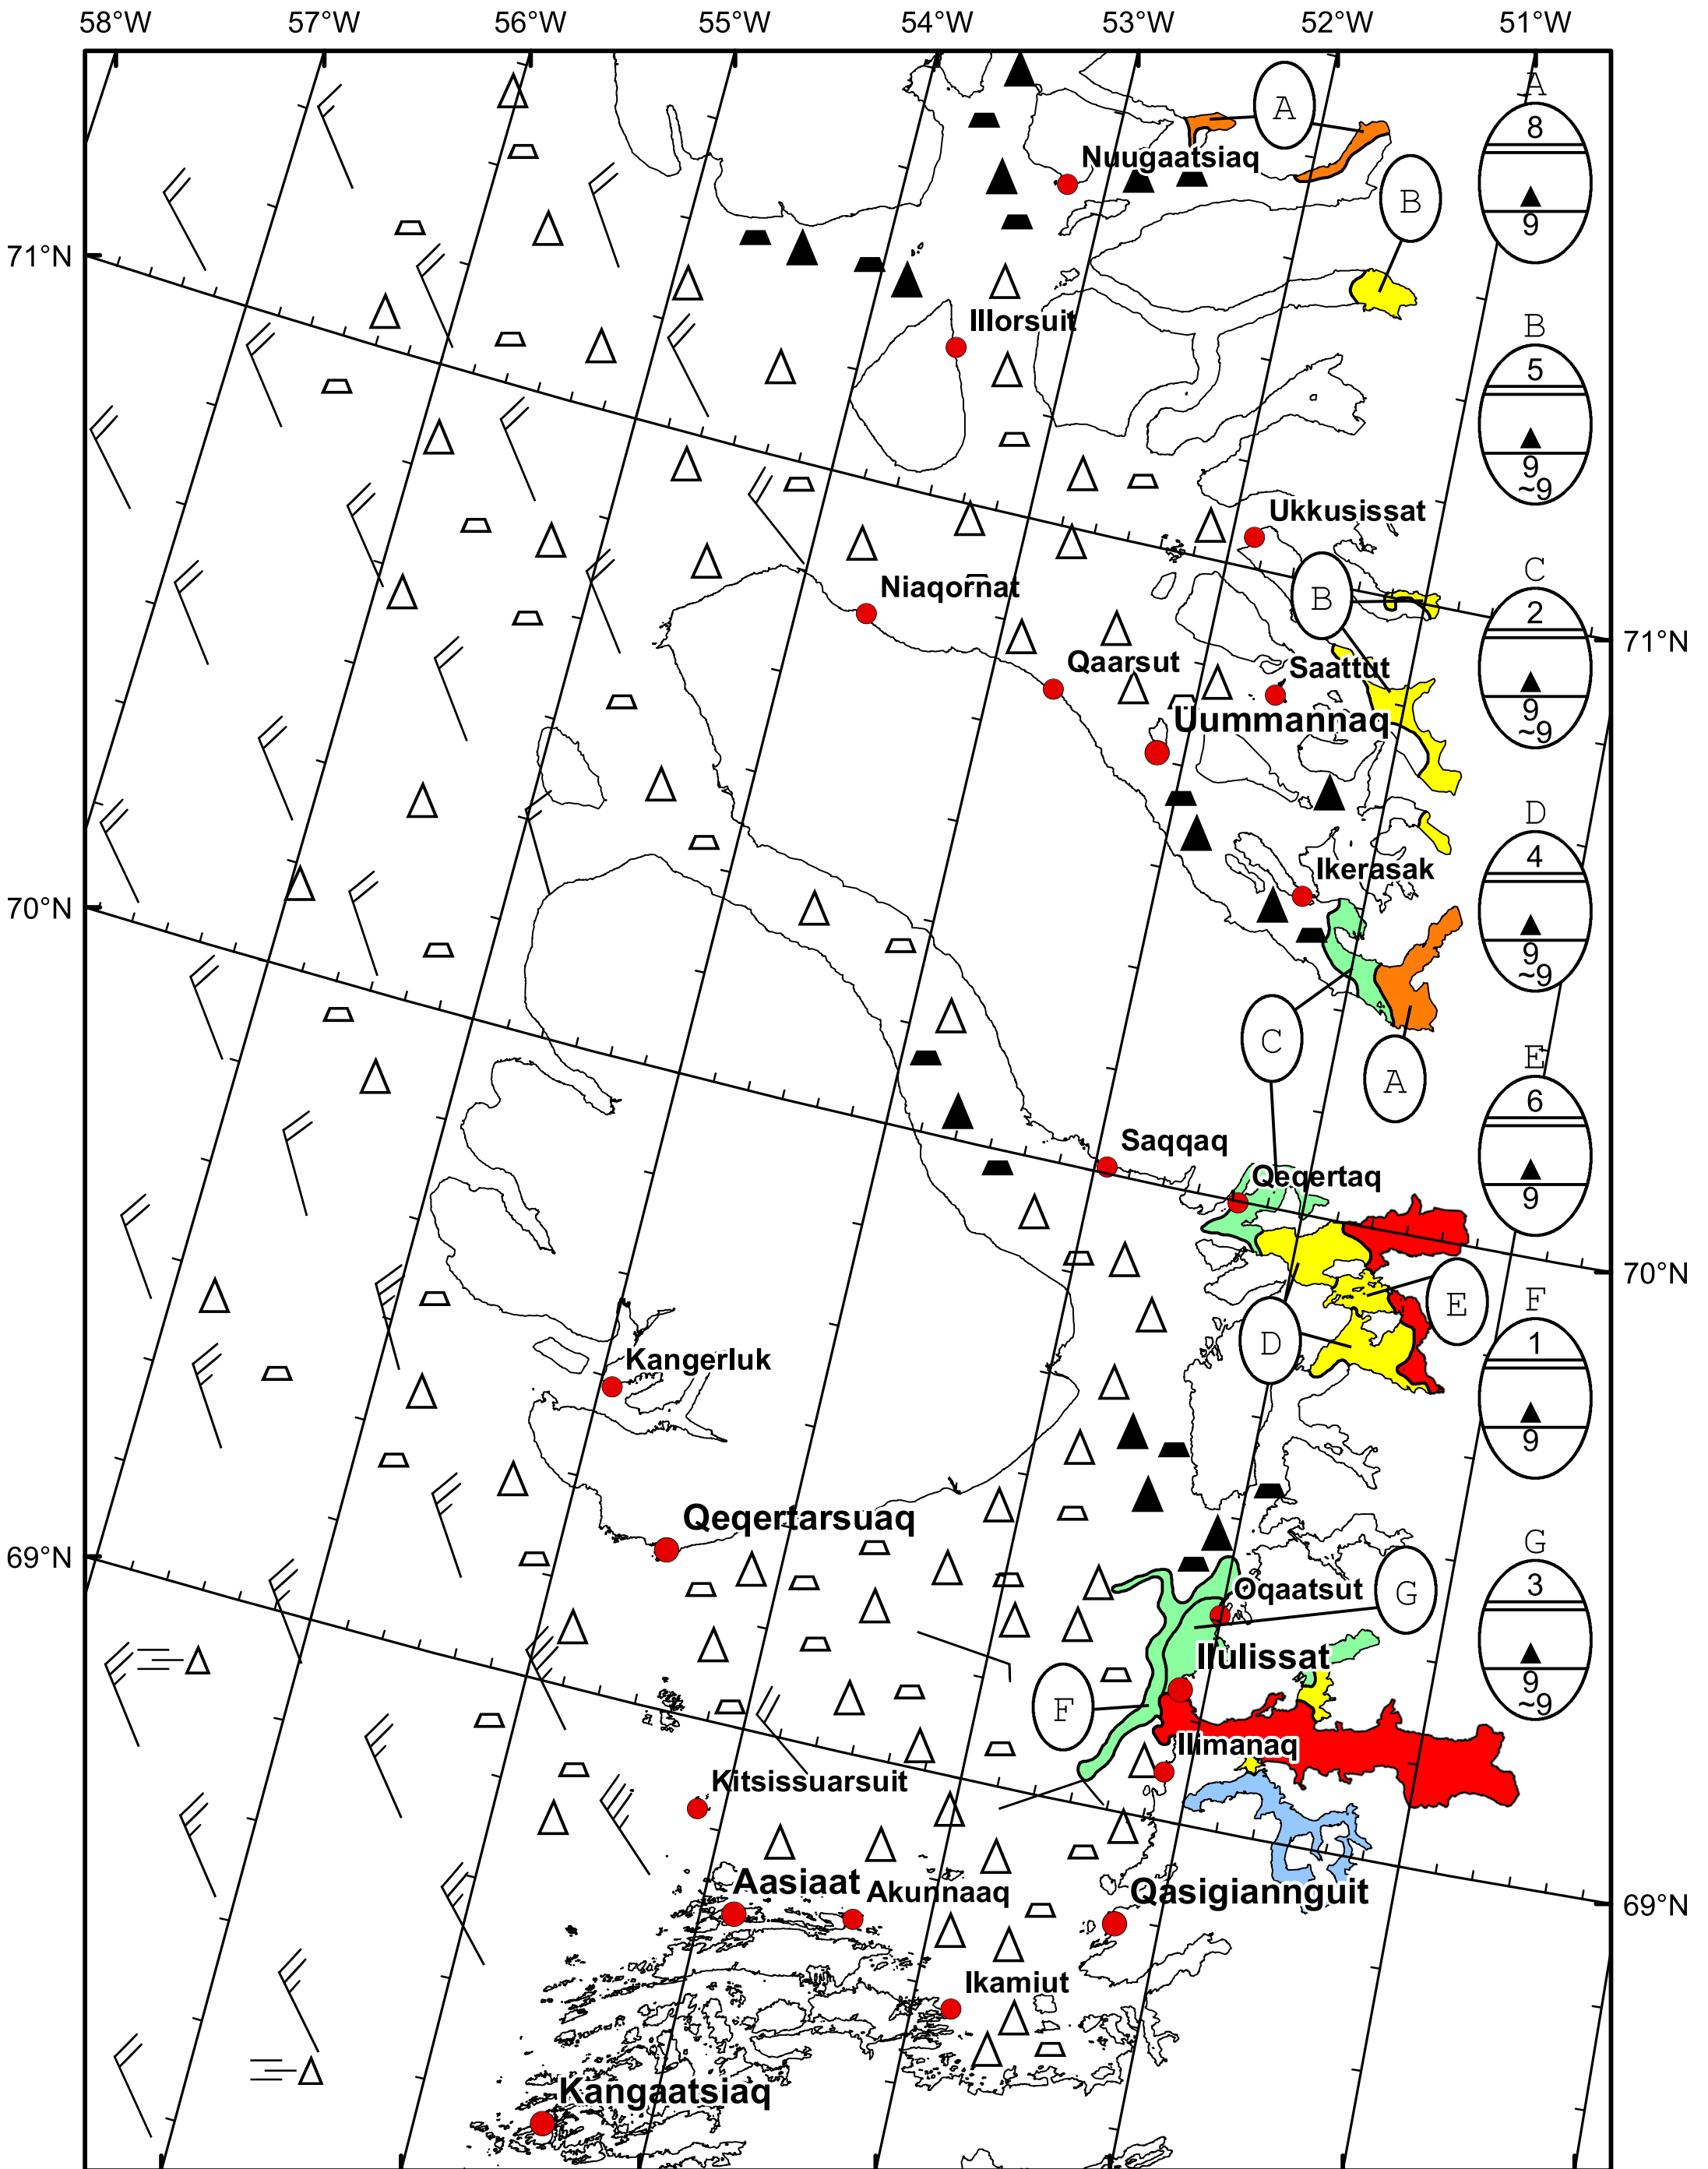 58°W 57°W 56°W 55°W 54°W 53°W 52°W 51°W
A
A
8
9
Nuugaatsiaq
B
71°N
Illorsuit
B
5
9
~9
Ukkusissat
C
2
9
~9
Niaqornat
B
71°N
Qaarsut
Saattut
Uummannaq
D
4
9
~9
Ikerasak
70°N
C
A
E
6
9
Saqqaq
Qeqertaq
70°N
E
D
F
1
9
Kangerluk
Qeqertarsuaq
69°N
G
3
9
~9
Oqaatsut
G
Ilulissat
F
Ilimanaq
Kitsissuarsuit
Aasiaat
Akunnaaq
Qasigiannguit
69°N
Ikamiut
Kangaatsiaq